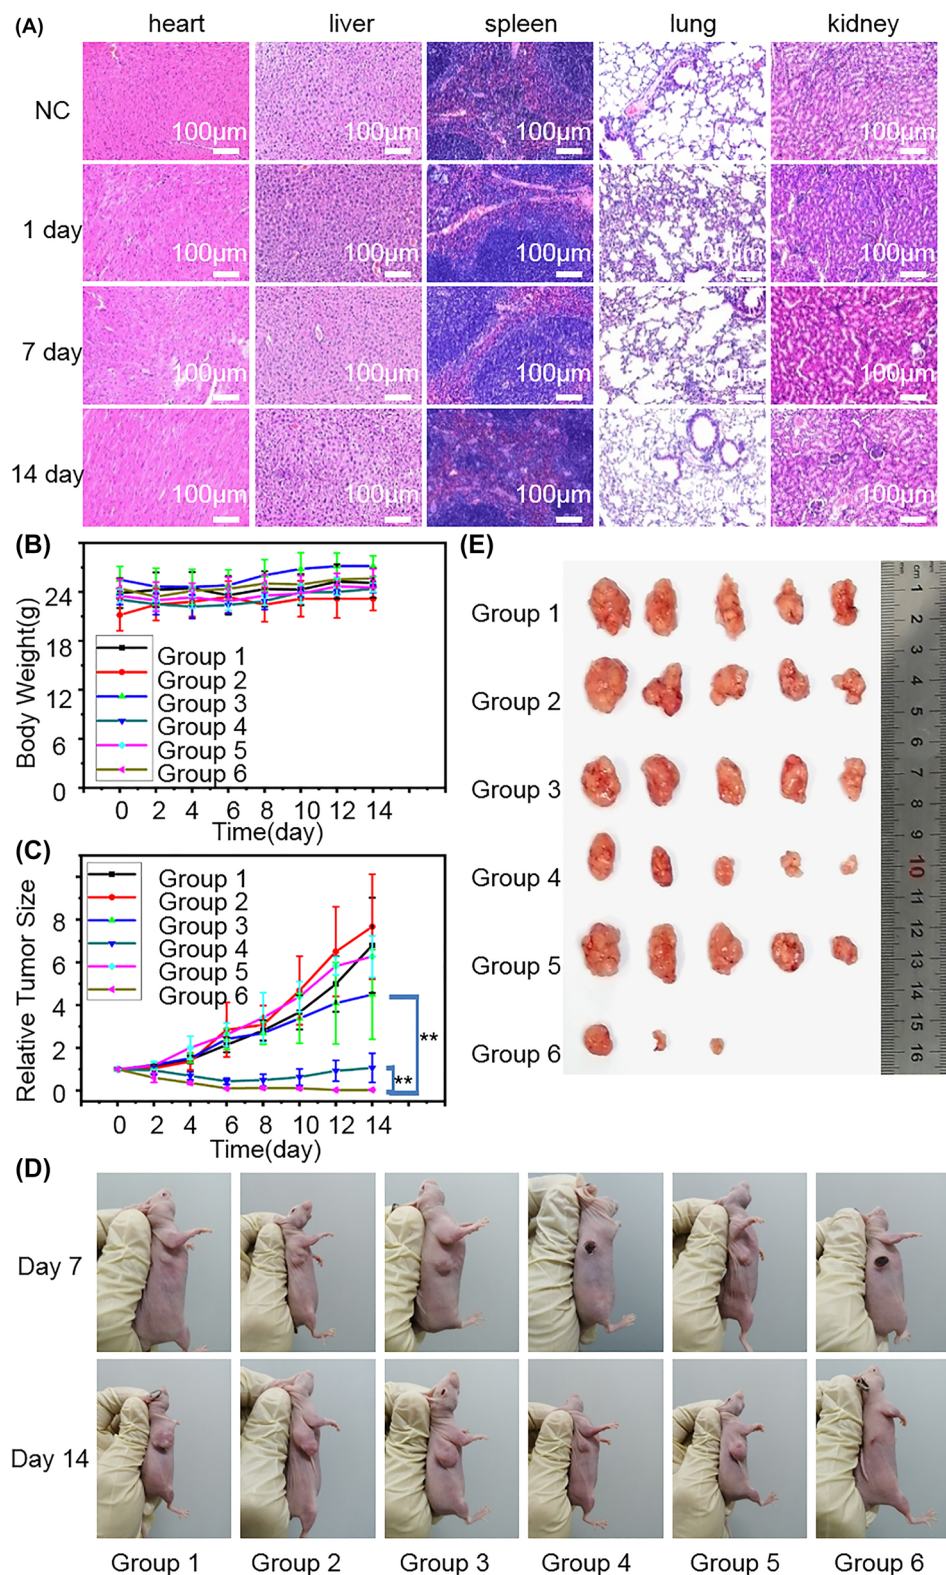 (A)
heart liver spleen lung kidney
NC
100μm 100μm 100μm 100μm 100μm
1 day
100μm 100μm 100μm 100μm 100μm
7 day
100μm 100μm 100μm 100μm 100μm
14 day
100μm 100μm 100μm 100μm 100μm
(B)
Body Weight(g)
24
18
12
6
0
Group 1
Group 2
Group 3
Group 4
Group 5
Group 6
0 2 4 6 8 10 12 14
Time(day)
(C)
Relative Tumor Size
8
6
4
2
0
Group 1
Group 2
Group 3
Group 4
Group 5
Group 6
**
**
0 2 4 6 8 10 12 14
Time(day)
(E)
Group 1
Group 2
Group 3
Group 4
Group 5
Group 6
cm
1
2
3
4
5
6
7
8
9
10
11
12
13
14
15
16
(D)
Day 7
Day 14
Group 1 Group 2 Group 3 Group 4 Group 5 Group 6